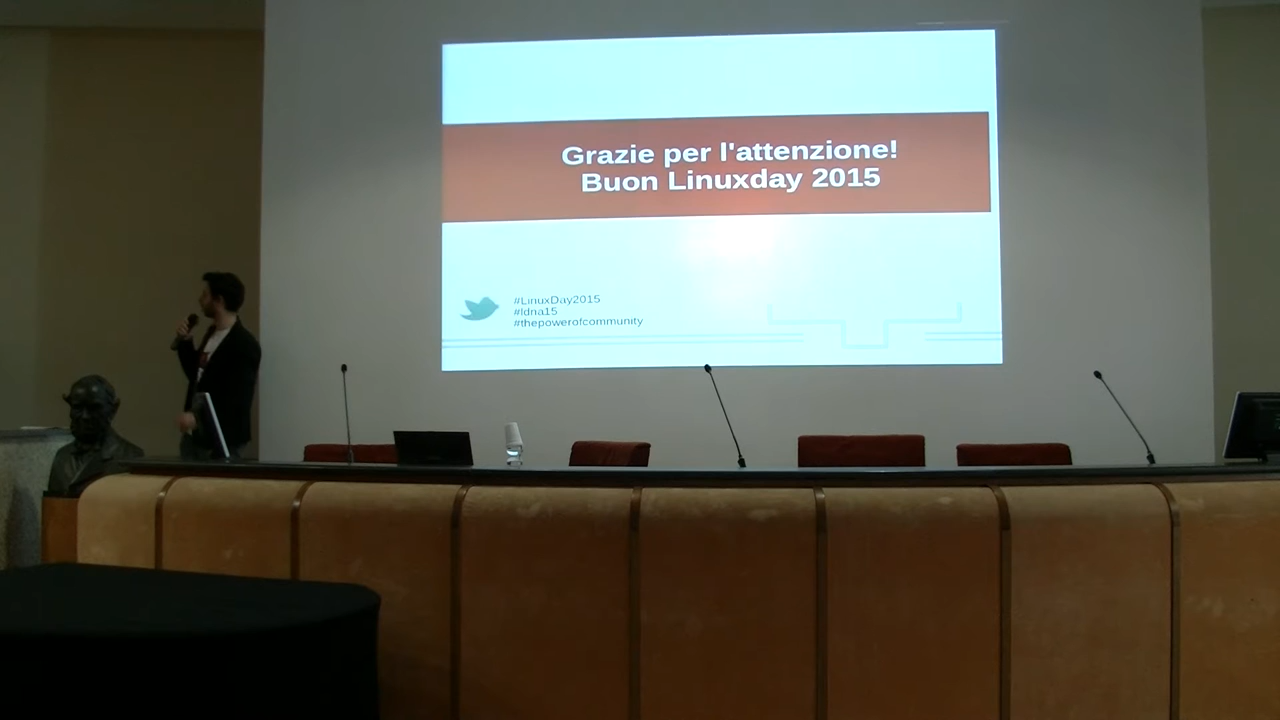 Grazie per l'attenzione!
Buon Linuxday 2015
#LinuxDay2015
#ldna15
#thepowerofcommunity